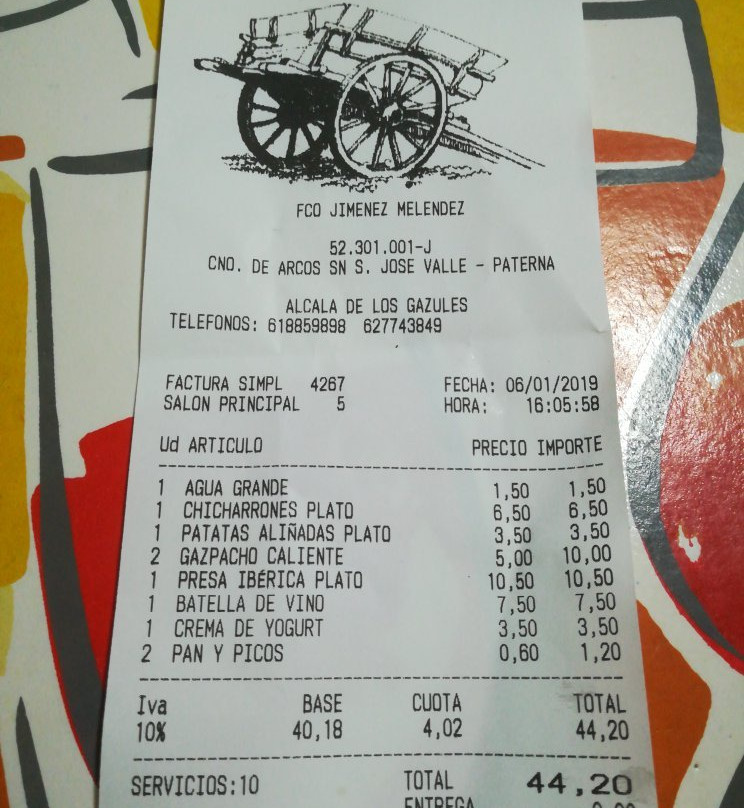 FCO JIMENEZ MELENDEZ
52.301.001-J
CNO. DE ARCOS SN S. JOSE VALLE - PATERNA
ALCALA DE LOS GAZULES
TELEFONOS: 618859898 627743849
FACTURA SIMPL 4267 FECHA: 06/01/2019
SALON PRINCIPAL 5 HORA: 16:05:58
Ud ARTICULO PRECIO IMPORTE
1 AGUA GRANDE 1,50 1,50
1 CHICHARRONES PLATO 6,50 6,50
1 PATATAS ALIÑADAS PLATO 3,50 3,50
2 GAZPACHO CALIENTE 5,00 10,00
1 PRESA IBÉRICA PLATO 10,50 10,50
1 BATELLA DE VINO 7,50 7,50
1 CREMA DE YOGURT 3,50 3,50
2 PAN Y PICOS 0,60 1,20
Iva BASE CUOTA TOTAL
10% 40,18 4,02 44,20
SERVICIOS:10 TOTAL 44,20
ENTREGA